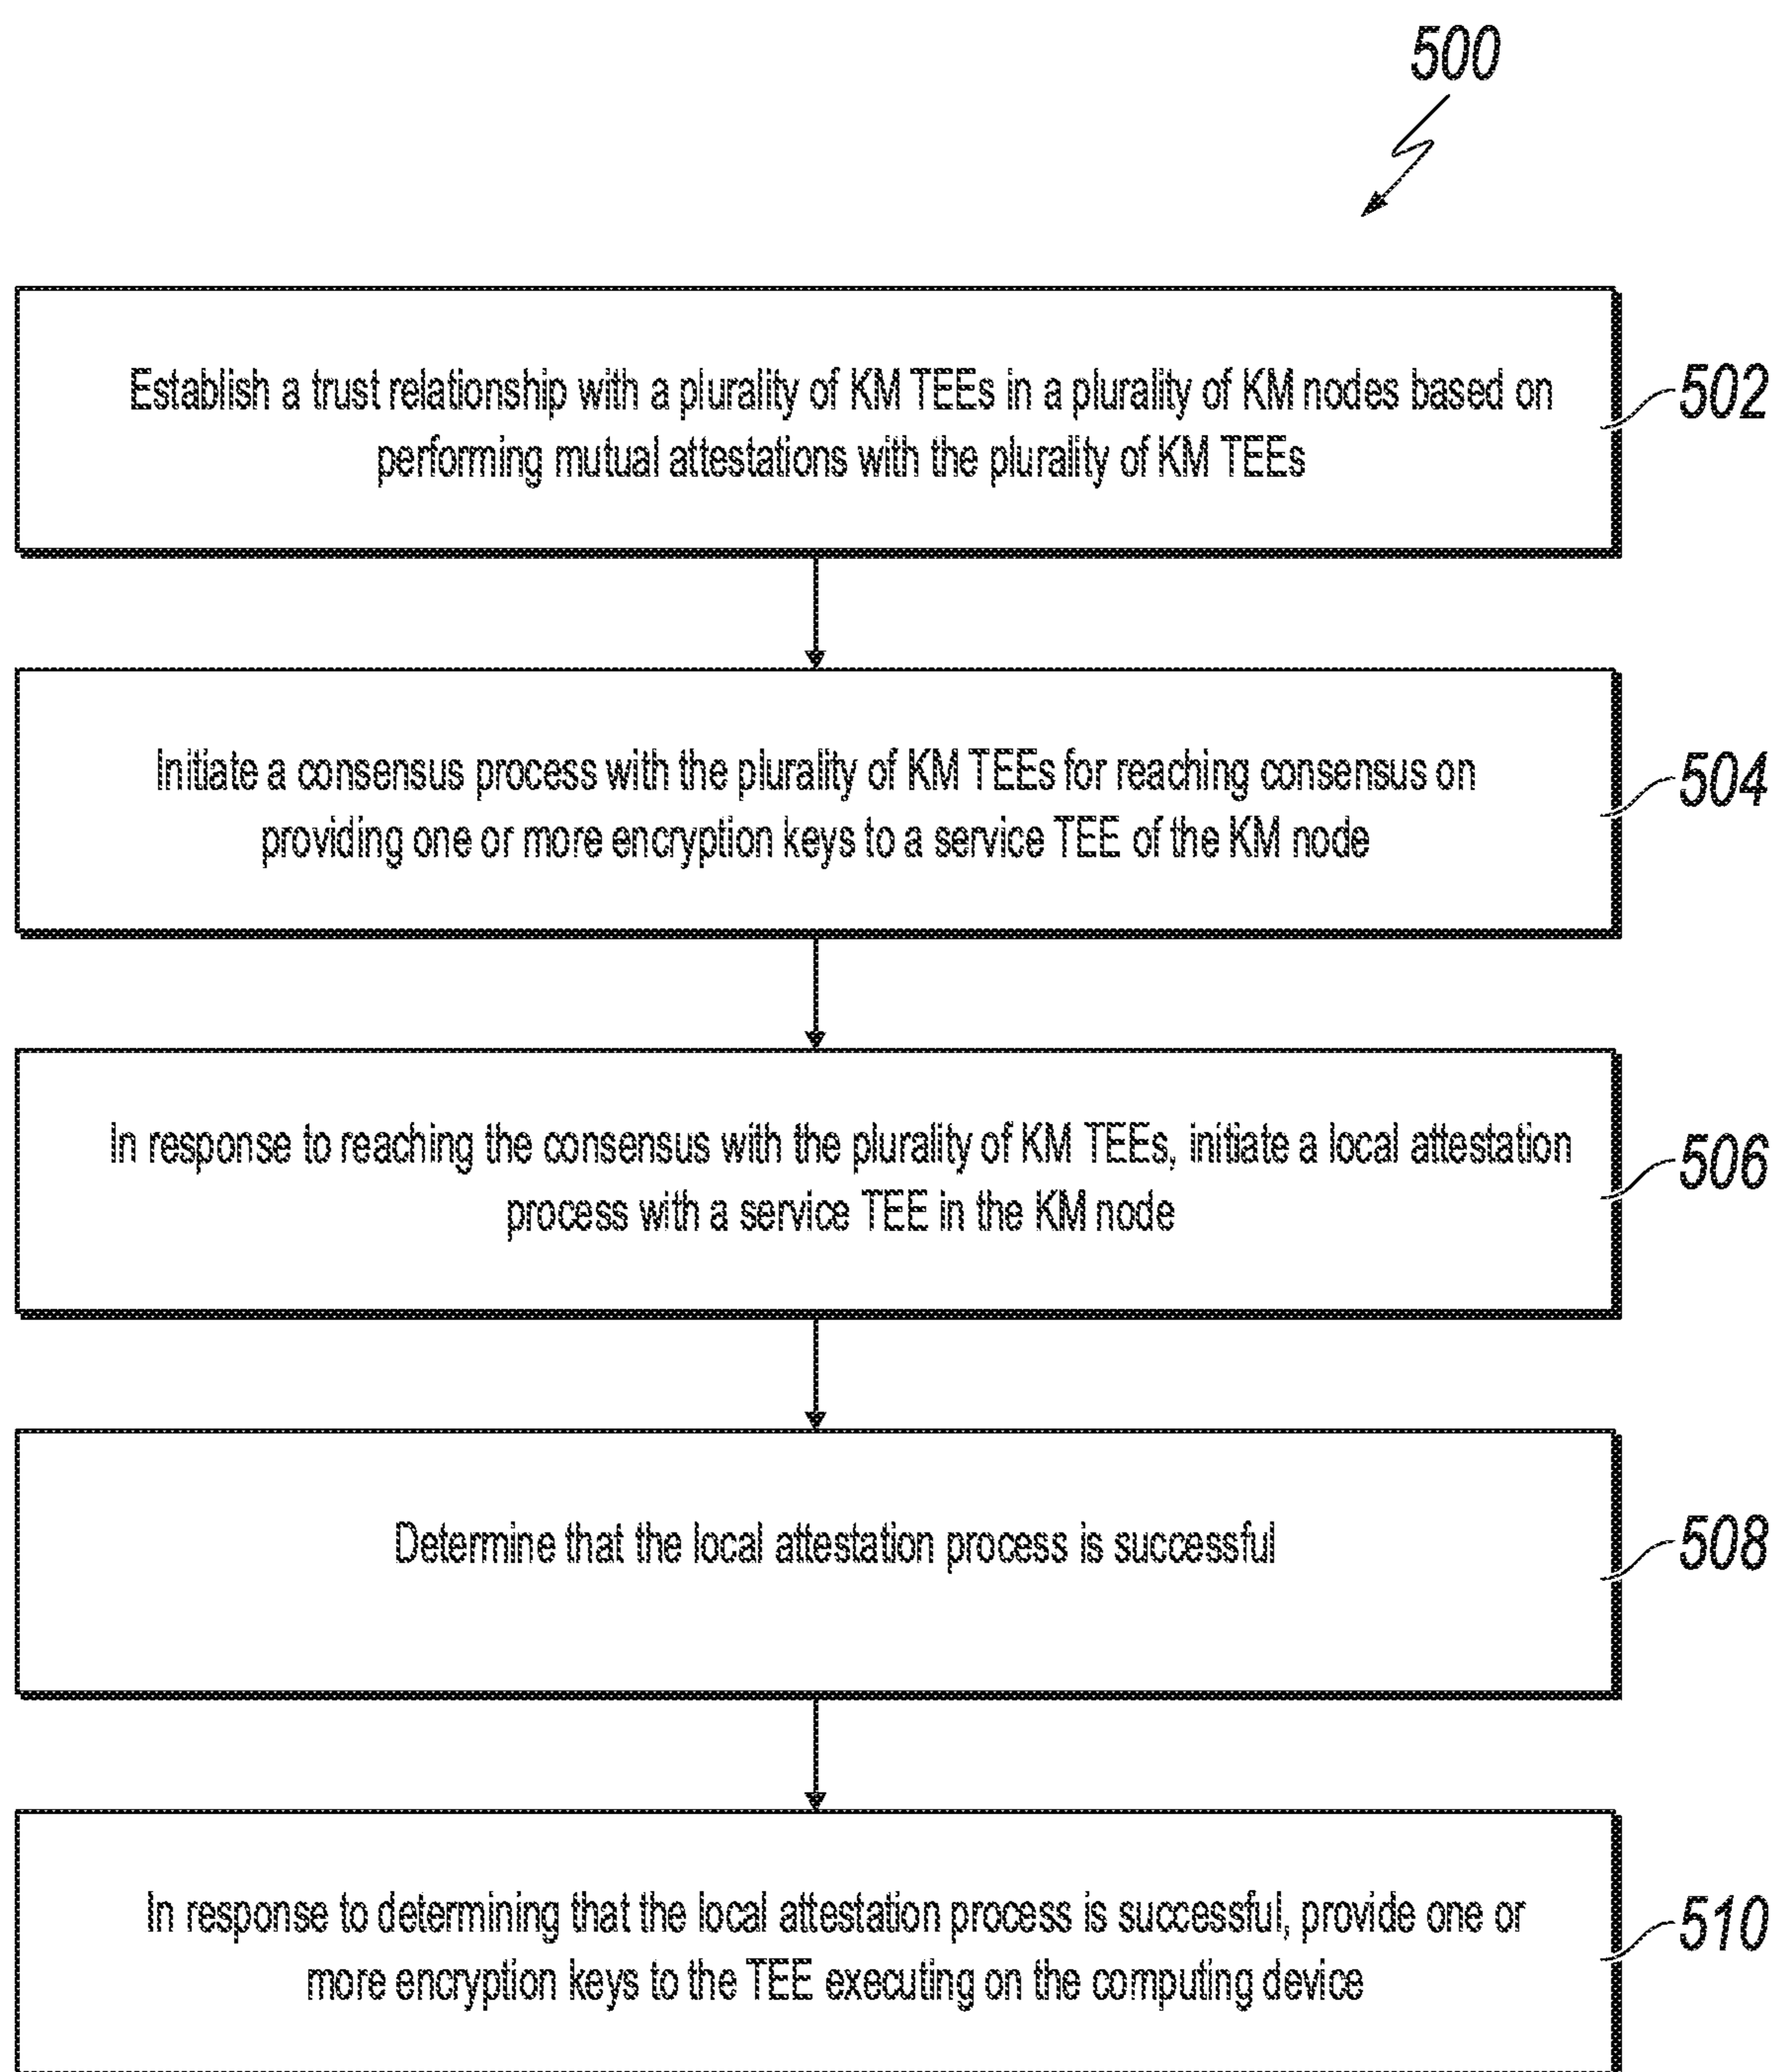 500
Establish a trust relationship with a plurality of KM TEEs in a plurality of KM nodes based on
performing mutual attestations with the plurality of KM TEEs
502
Initiate a consensus process with the plurality of KM TEEs for reaching consensus on
providing one or more encryption keys to a service TEE of the KM node
504
In response to reaching the consensus with the plurality of KM TEEs, initiate a local attestation
process with a service TEE in the KM node
506
Determine that the local attestation process is successful
508
In response to determining that the local attestation process is successful, provide one or
more encryption keys to the TEE executing on the computing device
510